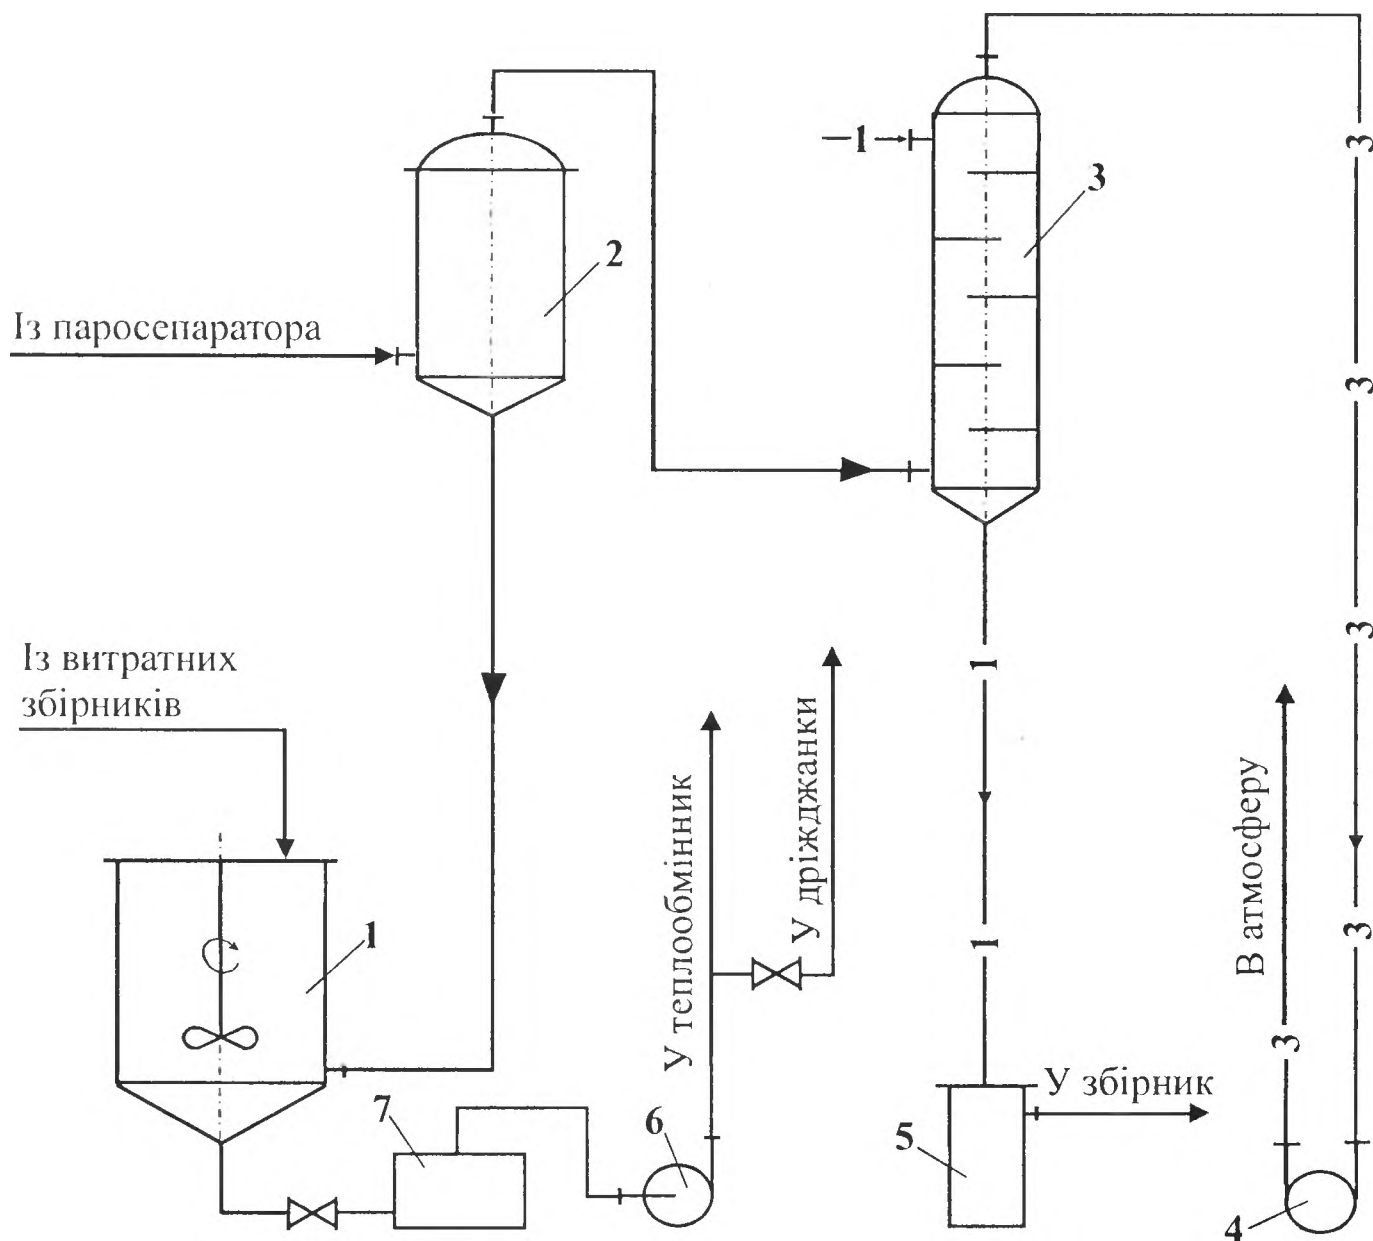 3
–1
3
2
Із паросепаратора
3
3
Із витратних
збірників
1
У теплообмінник
У дріжджанки
В атмосферу
1
1
3
3
7
6
5
У збірник
4